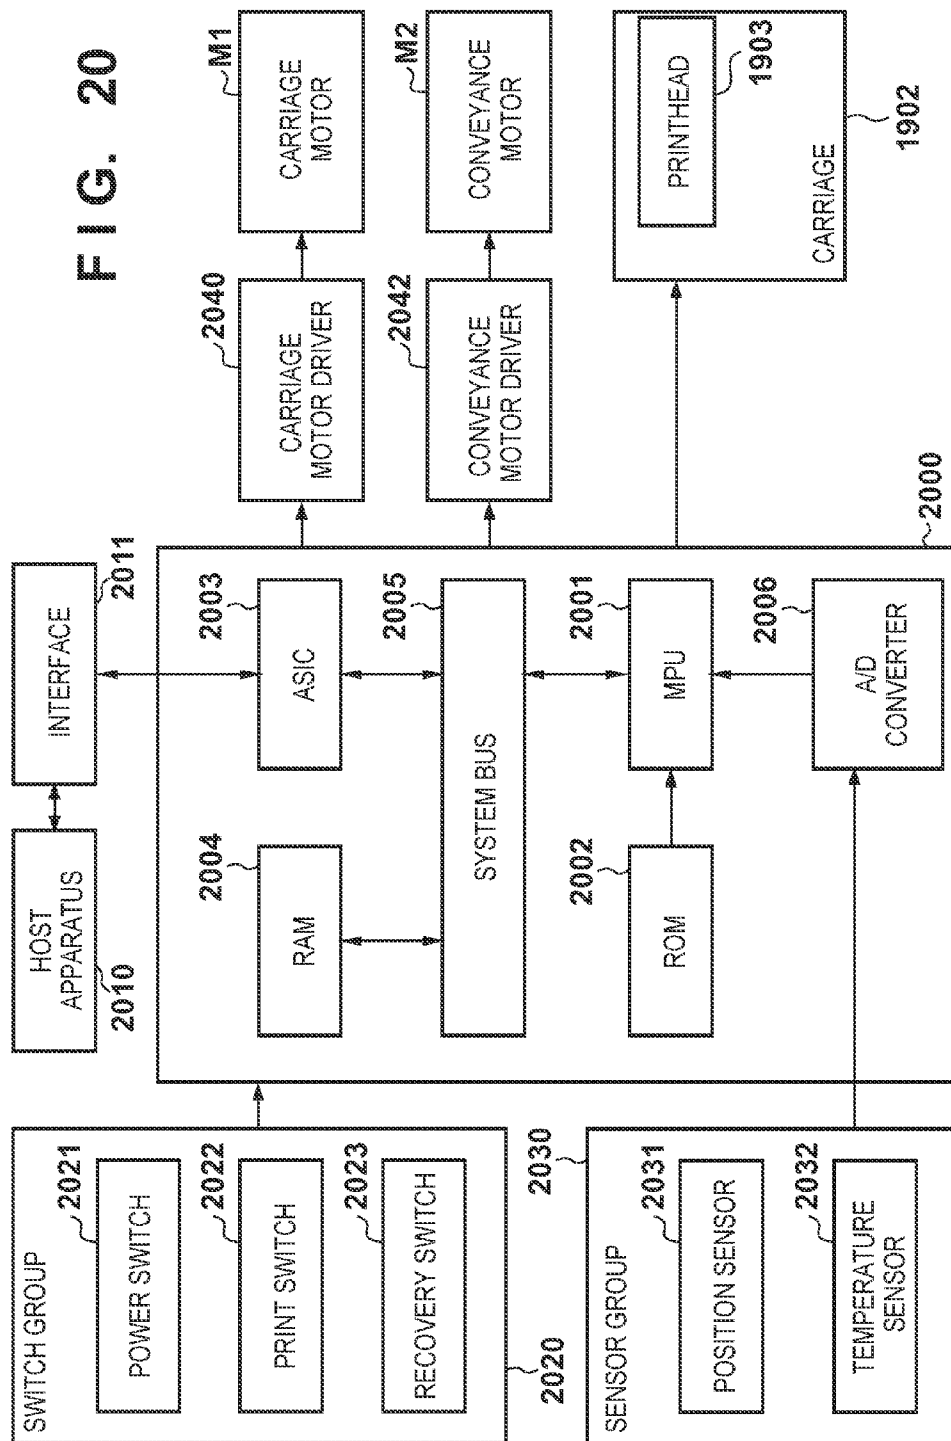 FIG. 20
HOST
APPARATUS
2010
INTERFACE
2011
SWITCH GROUP
2020
POWER SWITCH
2021
PRINT SWITCH
2022
RECOVERY SWITCH
2023
SENSOR GROUP
2030
POSITION SENSOR
2031
TEMPERATURE
SENSOR
2032
RAM
2004
ASIC
2003
SYSTEM BUS
2005
ROM
2002
MPU
2001
A/D
CONVERTER
2006
2000
CARRIAGE
MOTOR DRIVER
2040
CARRIAGE
MOTOR
M1
CONVEYANCE
MOTOR DRIVER
2042
CONVEYANCE
MOTOR
M2
PRINTHEAD
1903
CARRIAGE
1902